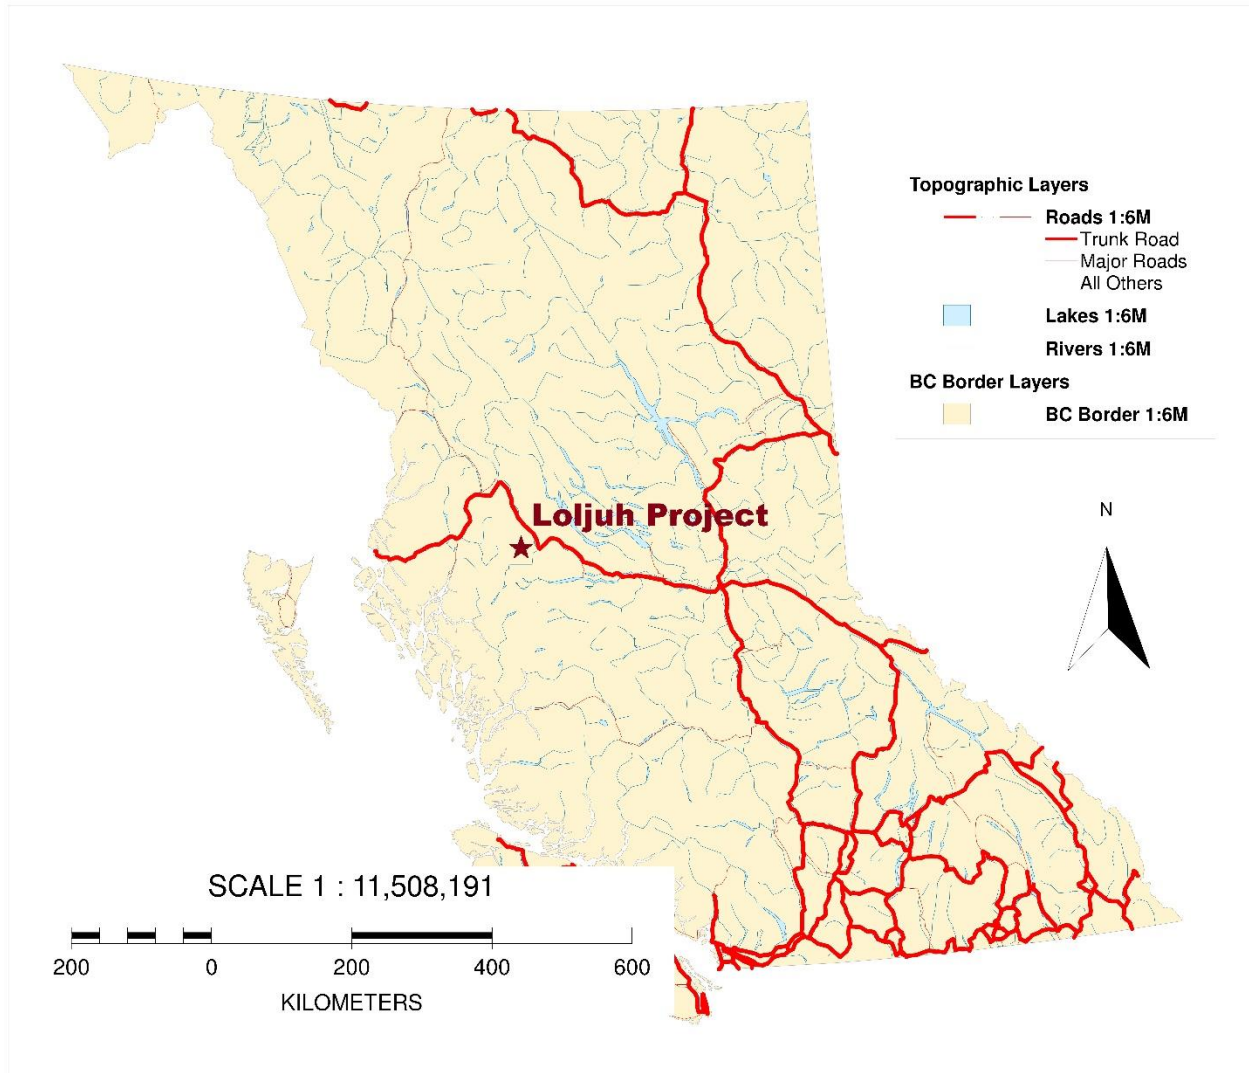 Topographic Layers
Roads 1:6M
Trunk Road
Major Roads
All Others
Lakes 1:6M
Rivers 1:6M
BC Border Layers
BC Border 1:6M
N
Loljuh Project
SCALE 1 : 11,508,191
200 0 200 400 600
KILOMETERS